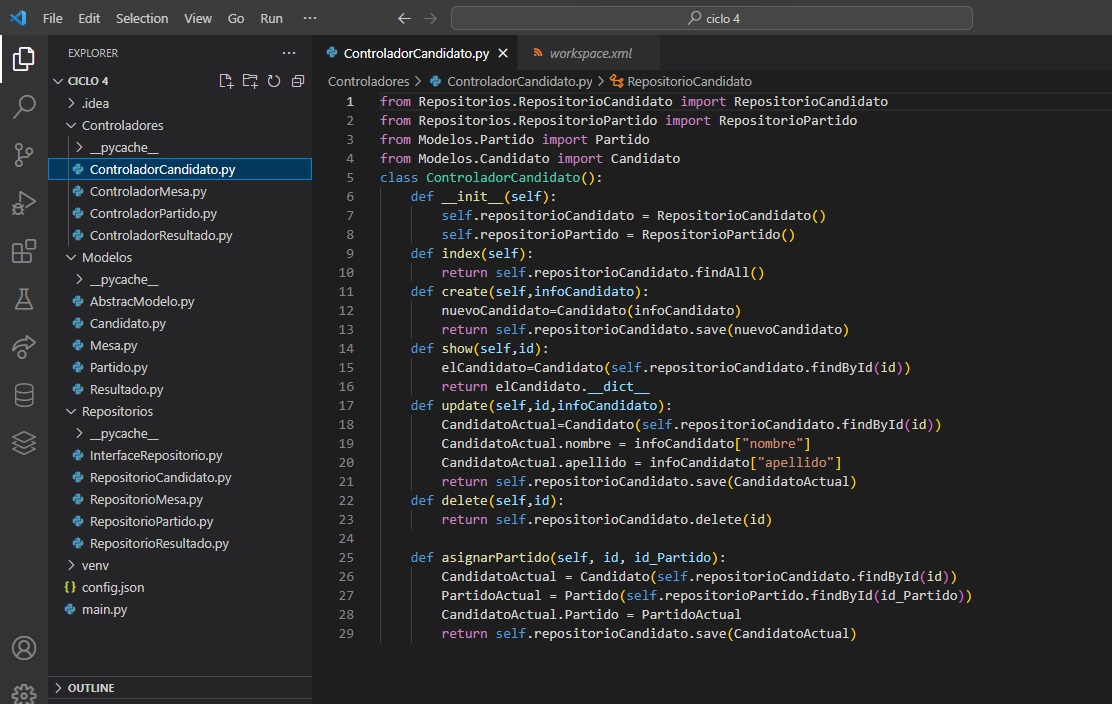 File Edit Selection View Go Run ···
ciclo 4
EXPLORER ···
CICLO 4
.idea
Controladores
__pycache__
ControladorCandidato.py
ControladorMesa.py
ControladorPartido.py
ControladorResultado.py
Modelos
__pycache__
AbstracModelo.py
Candidato.py
Mesa.py
Partido.py
Resultado.py
Repositorios
__pycache__
InterfaceRepositorio.py
RepositorioCandidato.py
RepositorioMesa.py
RepositorioPartido.py
RepositorioResultado.py
venv
{} config.json
main.py
OUTLINE
ControladorCandidato.py workspace.xml
Controladores > ControladorCandidato.py > RepositorioCandidato
1 from Repositorios.RepositorioCandidato import RepositorioCandidato
2 from Repositorios.RepositorioPartido import RepositorioPartido
3 from Modelos.Partido import Partido
4 from Modelos.Candidato import Candidato
5 class ControladorCandidato():
6     def __init__(self):
7         self.repositorioCandidato = RepositorioCandidato()
8         self.repositorioPartido = RepositorioPartido()
9     def index(self):
10         return self.repositorioCandidato.findAll()
11     def create(self,infoCandidato):
12         nuevoCandidato=Candidato(infoCandidato)
13         return self.repositorioCandidato.save(nuevoCandidato)
14     def show(self,id):
15         elCandidato=Candidato(self.repositorioCandidato.findById(id))
16         return elCandidato.__dict__
17     def update(self,id,infoCandidato):
18         CandidatoActual=Candidato(self.repositorioCandidato.findById(id))
19         CandidatoActual.nombre = infoCandidato["nombre"]
20         CandidatoActual.apellido = infoCandidato["apellido"]
21         return self.repositorioCandidato.save(CandidatoActual)
22     def delete(self,id):
23         return self.repositorioCandidato.delete(id)
24
25     def asignarPartido(self, id, id_Partido):
26         CandidatoActual = Candidato(self.repositorioCandidato.findById(id))
27         PartidoActual = Partido(self.repositorioPartido.findById(id_Partido))
28         CandidatoActual.Partido = PartidoActual
29         return self.repositorioCandidato.save(CandidatoActual)